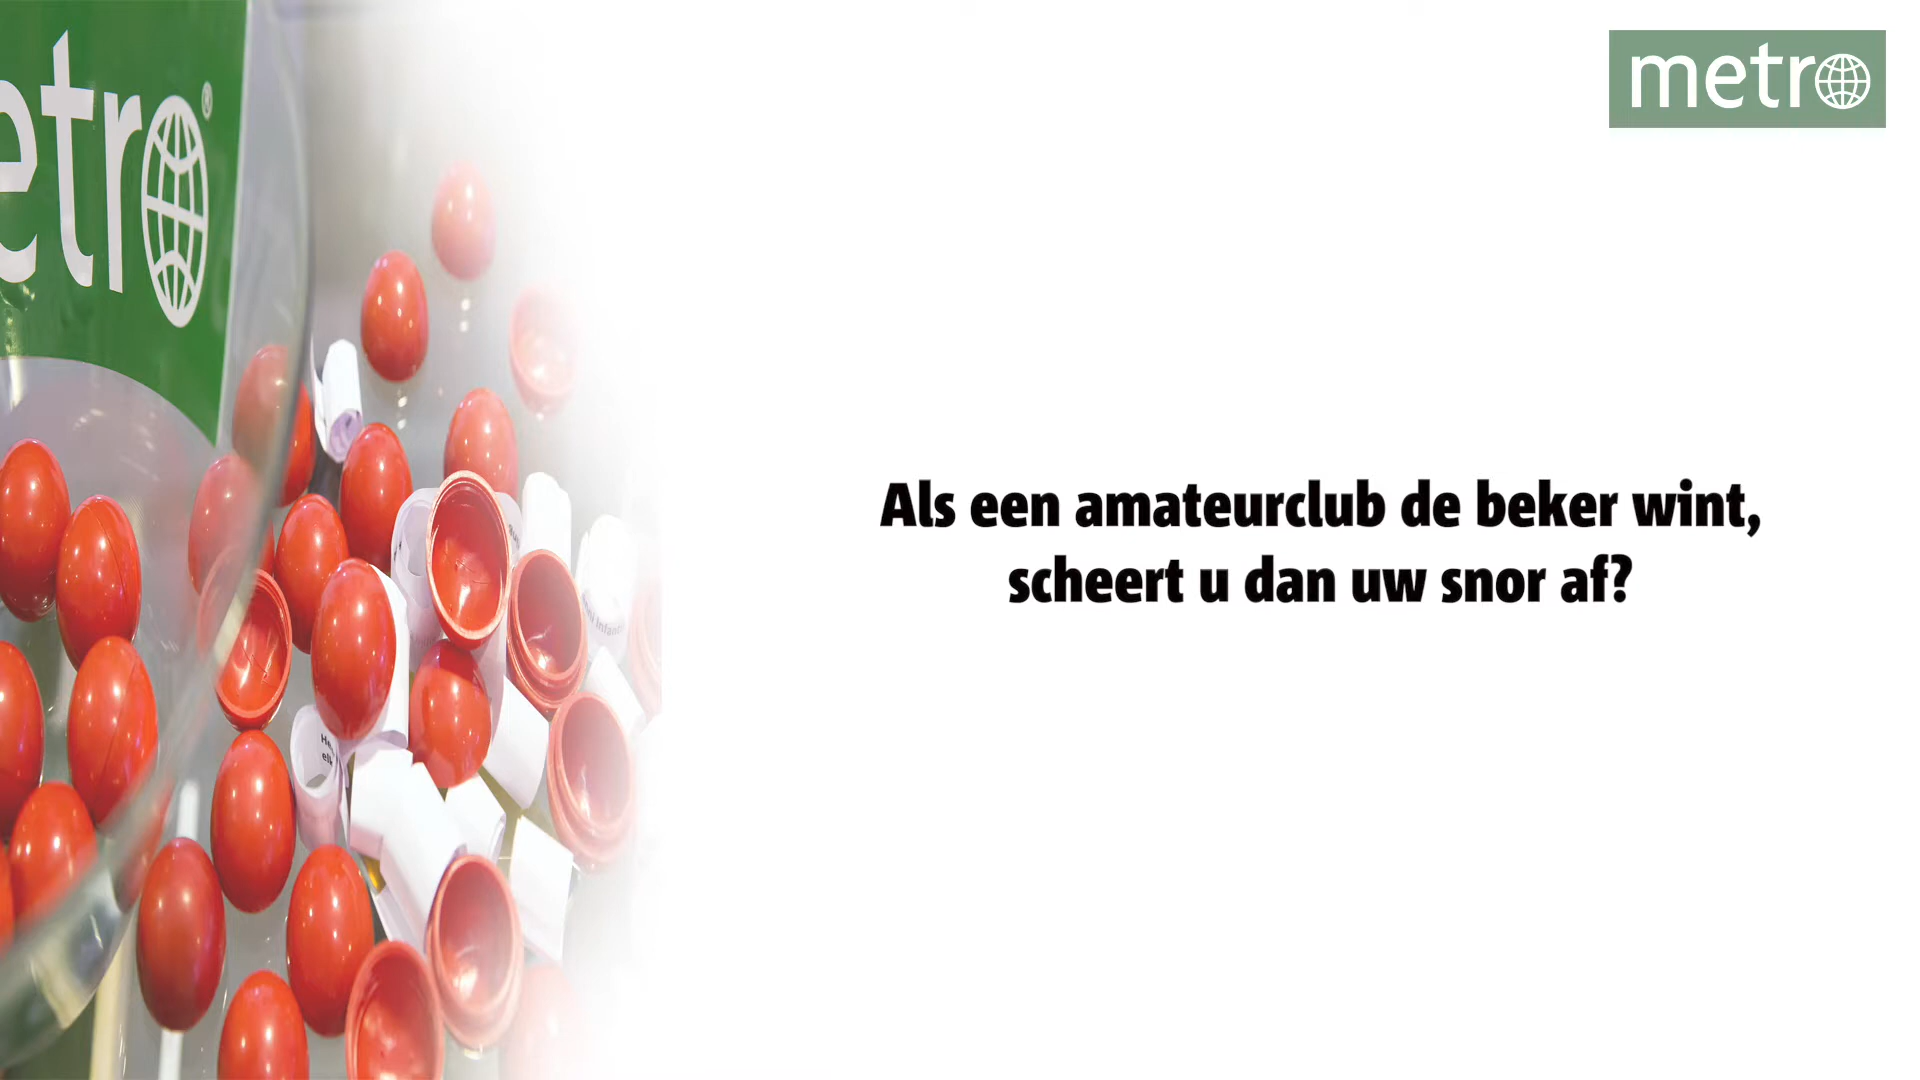 etro
metro
Als een amateurclub de beker wint,
scheert u dan uw snor af?